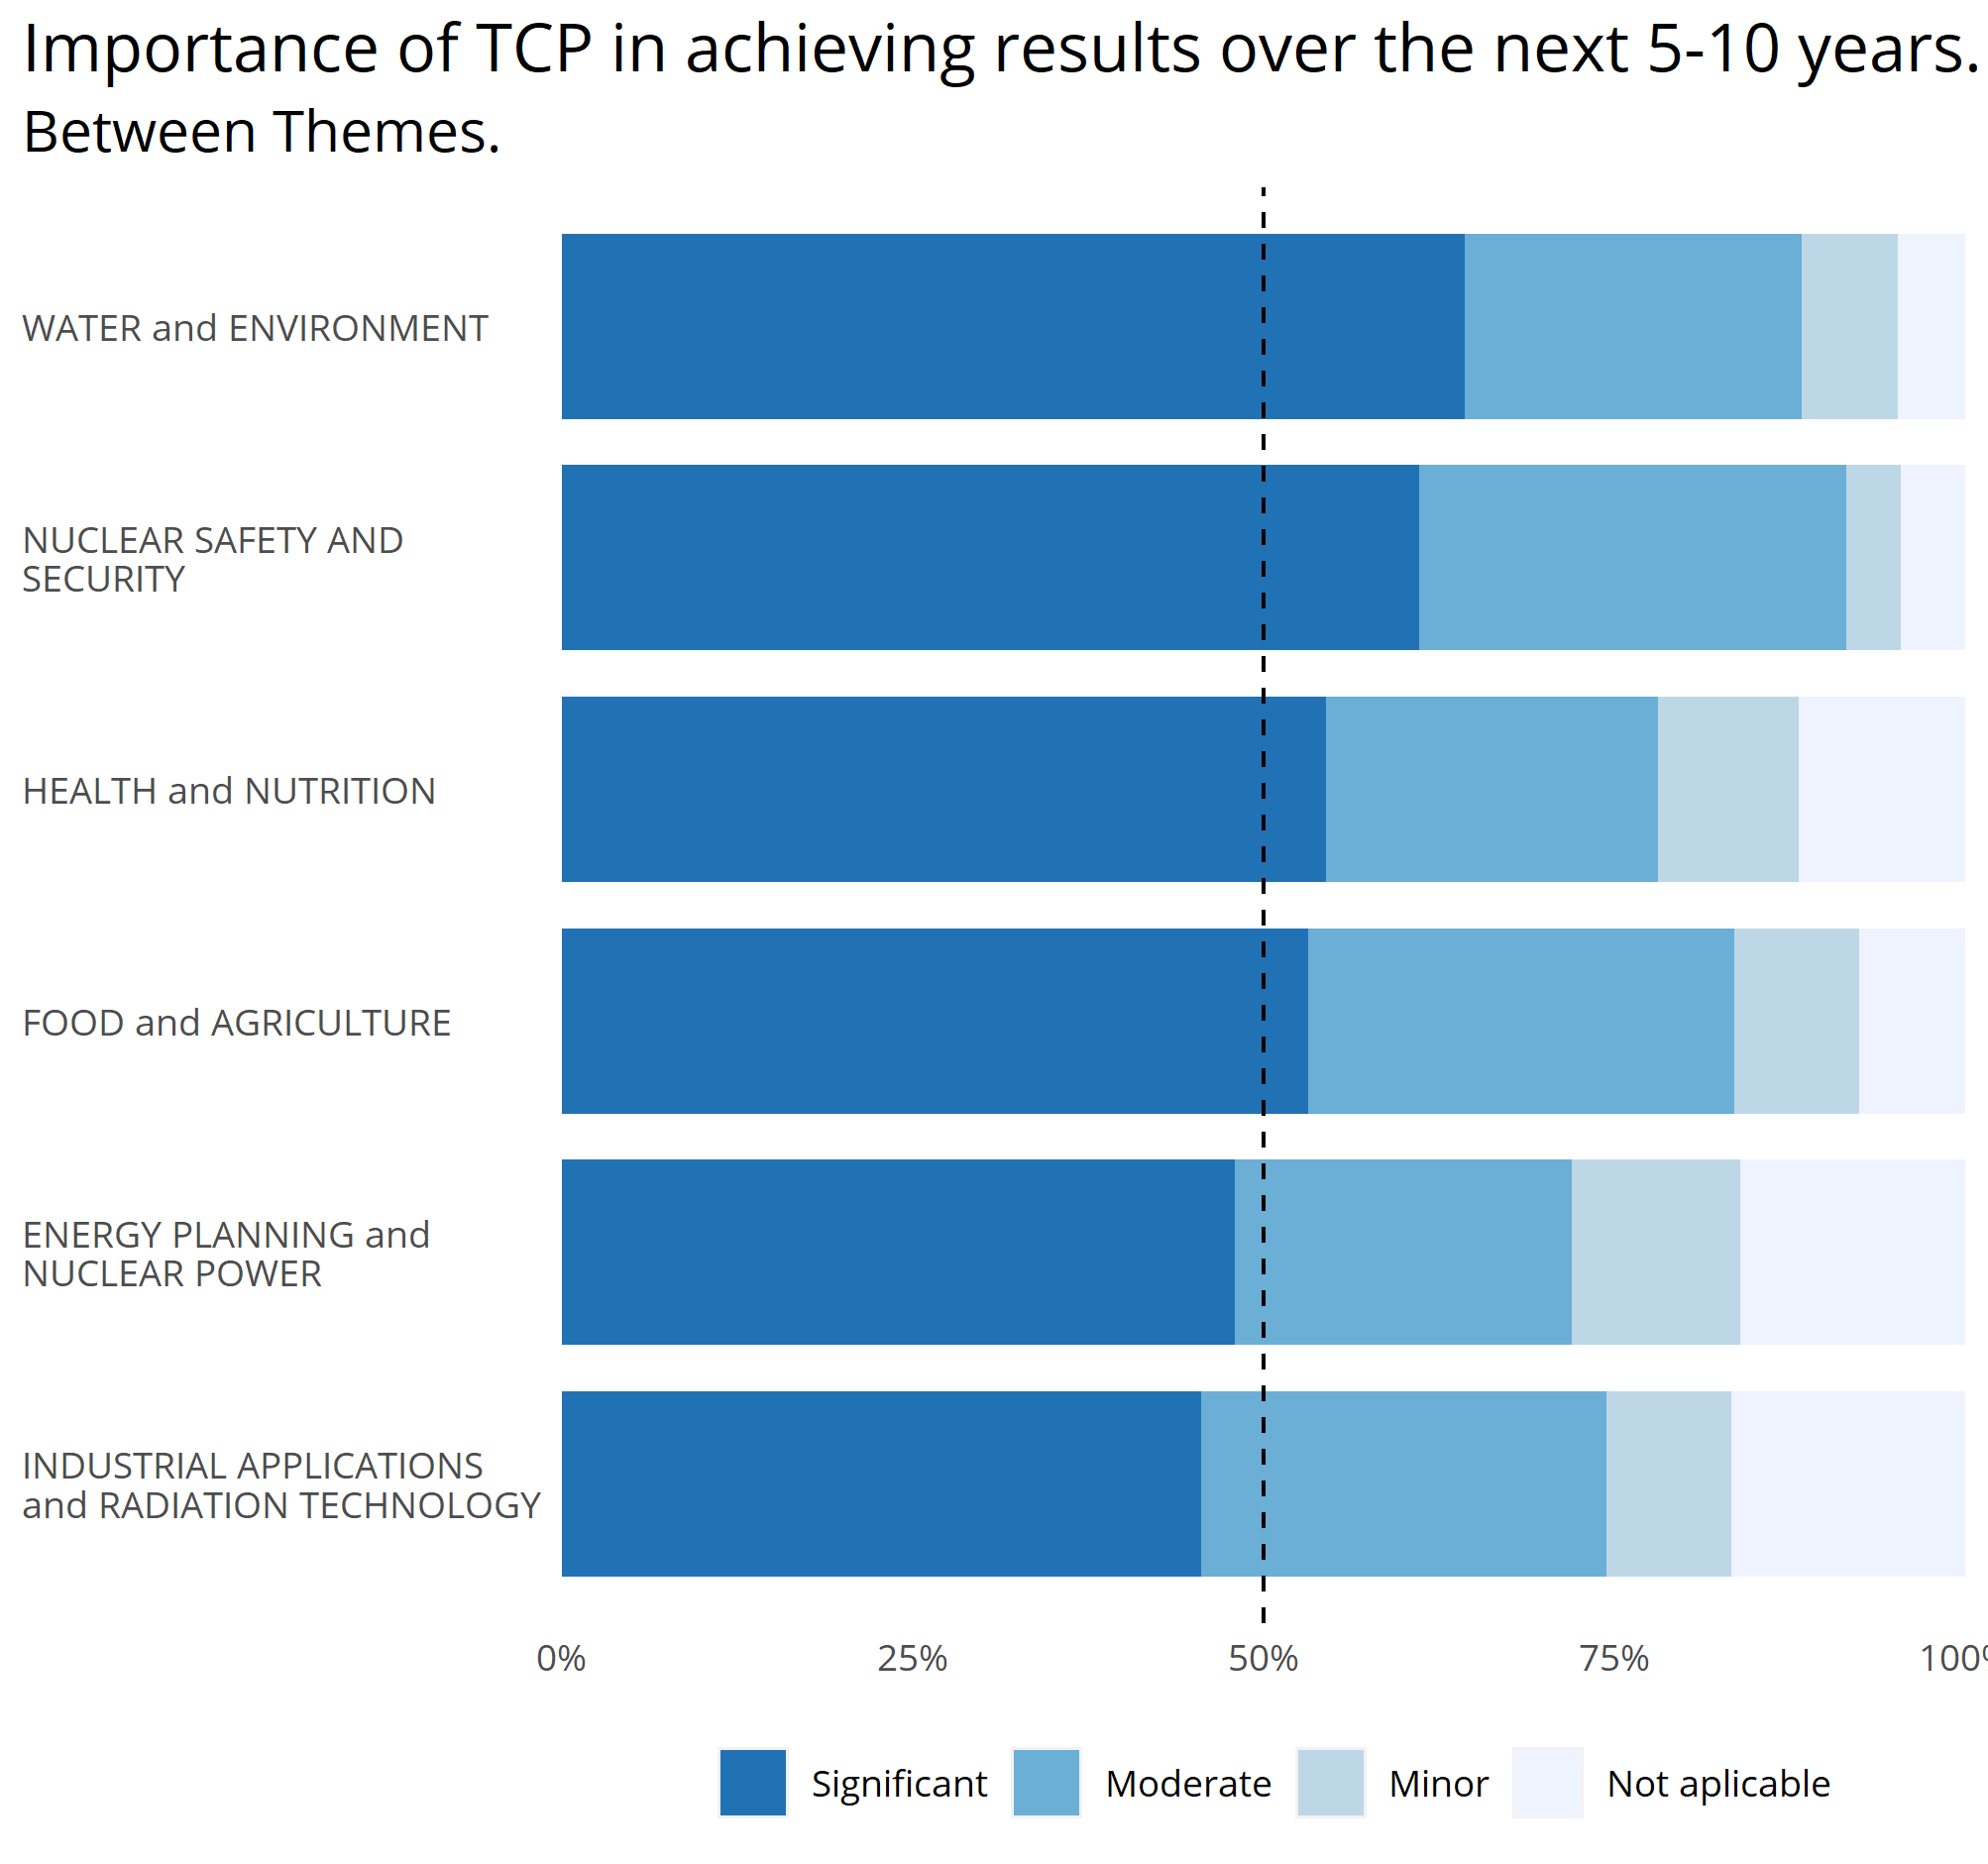 Importance of TCP in achieving results over the next 5-10 years.
Between Themes.
WATER and ENVIRONMENT
NUCLEAR SAFETY AND
SECURITY
HEALTH and NUTRITION
FOOD and AGRICULTURE
ENERGY PLANNING and
NUCLEAR POWER
INDUSTRIAL APPLICATIONS
and RADIATION TECHNOLOGY
0% 25% 50% 75% 100%
Significant Moderate Minor Not aplicable